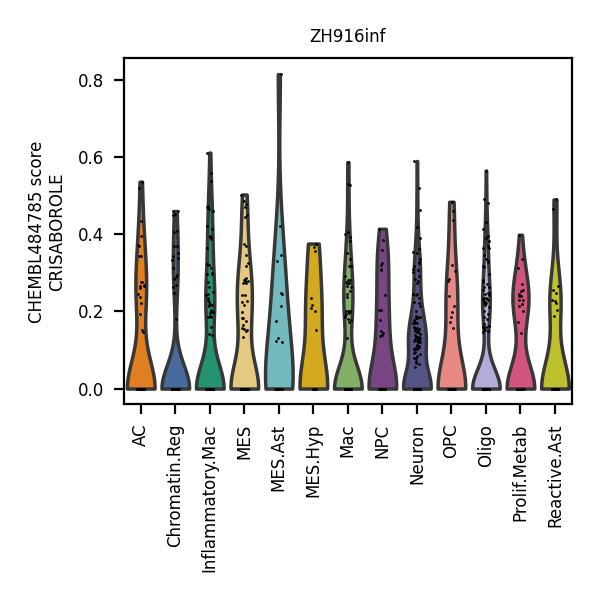 ZH916inf
CHEMBL484785 score
CRISABOROLE
0.8
0.6
0.4
0.2
0.0
AC
Chromatin.Reg
Inflammatory.Mac
MES
MES.Ast
MES.Hyp
Mac
NPC
Neuron
OPC
Oligo
Prolif.Metab
Reactive.Ast